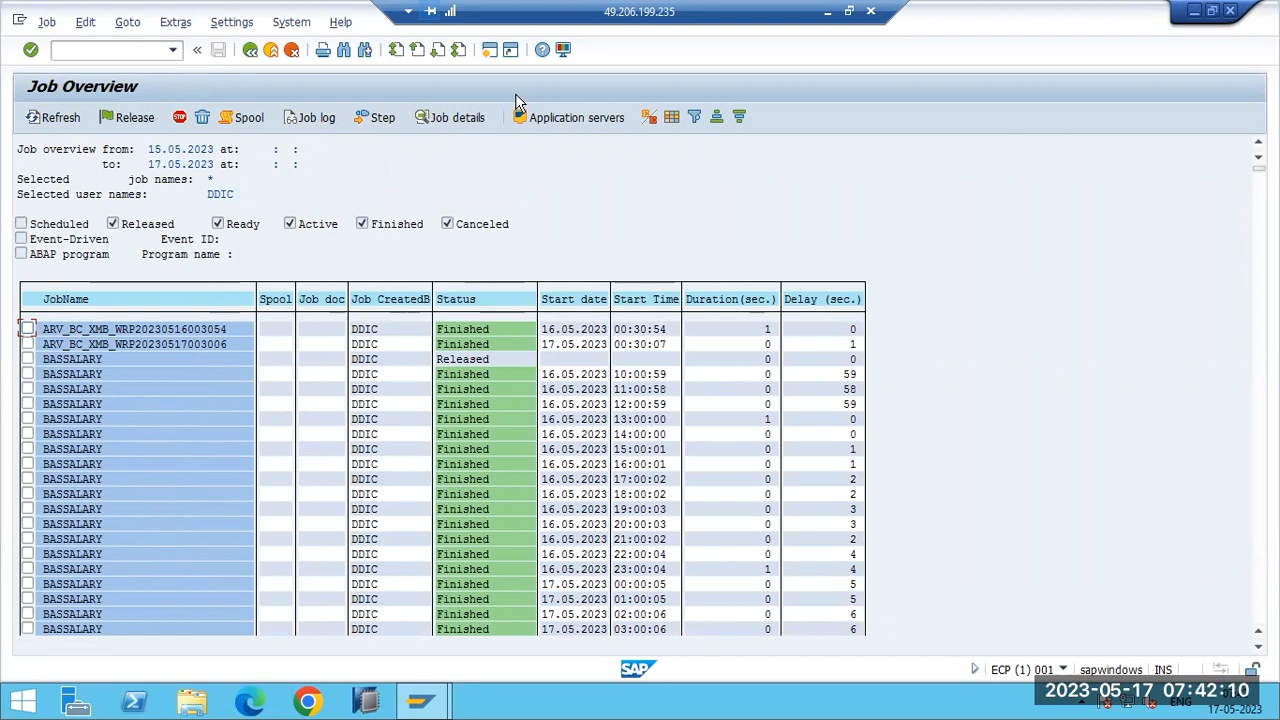 49.206.199.235
Job Edit Goto Extras Settings System Help
Job Overview
Refresh Release STOP Spool Job log Step Job details Application servers
Job overview from: 15.05.2023 at: : :
to: 17.05.2023 at: : :
Selected job names: *
Selected user names: DDIC
Scheduled Released Ready Active Finished Canceled
Event-Driven Event ID:
ABAP program Program name :
JobName Spool Job doc Job CreatedB Status Start date Start Time Duration(sec.) Delay (sec.)
ARV_BC_XMB_WRP20230516003054 DDIC Finished 16.05.2023 00:30:54 1 0
ARV_BC_XMB_WRP20230517003006 DDIC Finished 17.05.2023 00:30:07 0 1
BASSALARY DDIC Released 0 0
BASSALARY DDIC Finished 16.05.2023 10:00:59 0 59
BASSALARY DDIC Finished 16.05.2023 11:00:58 0 58
BASSALARY DDIC Finished 16.05.2023 12:00:59 0 59
BASSALARY DDIC Finished 16.05.2023 13:00:00 1 0
BASSALARY DDIC Finished 16.05.2023 14:00:00 0 0
BASSALARY DDIC Finished 16.05.2023 15:00:01 0 1
BASSALARY DDIC Finished 16.05.2023 16:00:01 0 1
BASSALARY DDIC Finished 16.05.2023 17:00:02 0 2
BASSALARY DDIC Finished 16.05.2023 18:00:02 0 2
BASSALARY DDIC Finished 16.05.2023 19:00:03 0 3
BASSALARY DDIC Finished 16.05.2023 20:00:03 0 3
BASSALARY DDIC Finished 16.05.2023 21:00:02 0 2
BASSALARY DDIC Finished 16.05.2023 22:00:04 0 4
BASSALARY DDIC Finished 16.05.2023 23:00:04 1 4
BASSALARY DDIC Finished 17.05.2023 00:00:05 0 5
BASSALARY DDIC Finished 17.05.2023 01:00:05 0 5
BASSALARY DDIC Finished 17.05.2023 02:00:06 0 6
BASSALARY DDIC Finished 17.05.2023 03:00:06 0 6
SAP ECP (1) 001 sapwindows INS
2023-05-17 07:42:10
ENG
17-05-2023